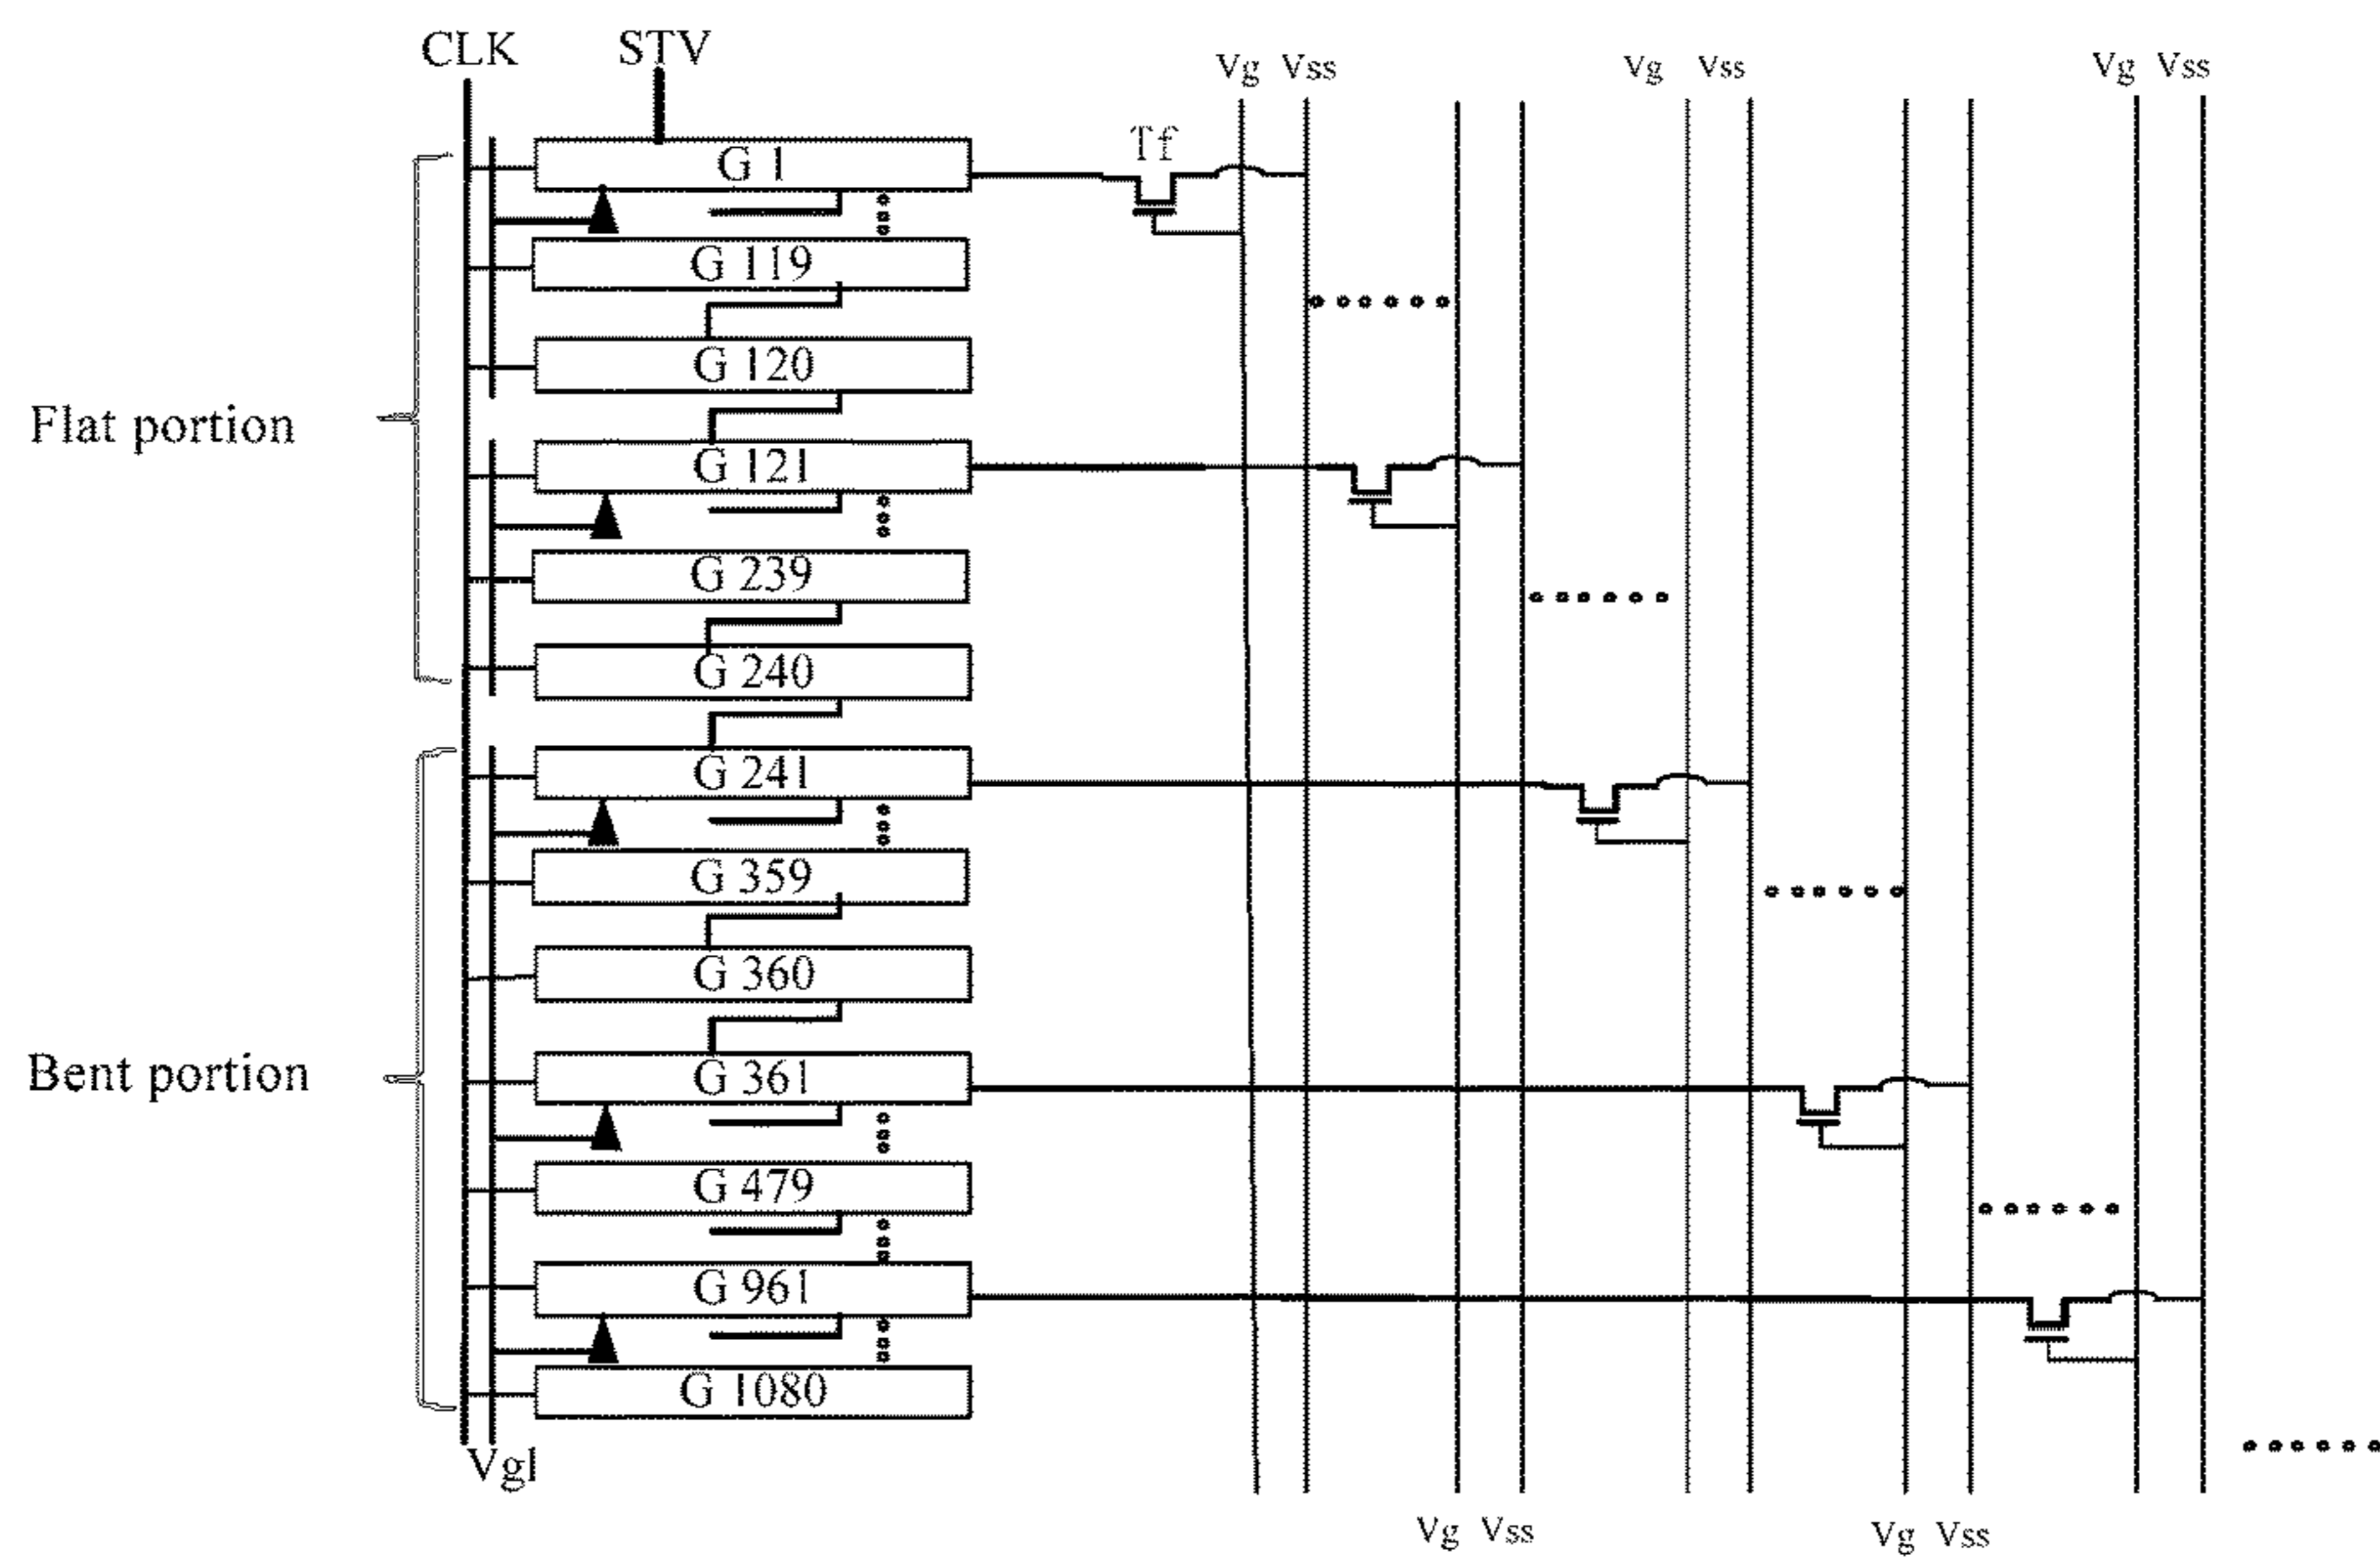 CLK STV
Vg Vss Vg Vss Vg Vss
Tf
G 1
G 119
G 120
Flat portion
G 121
G 239
G 240
G 241
G 359
G 360
Bent portion
G 361
G 479
G 961
G 1080
Vgl
Vg Vss Vg Vss